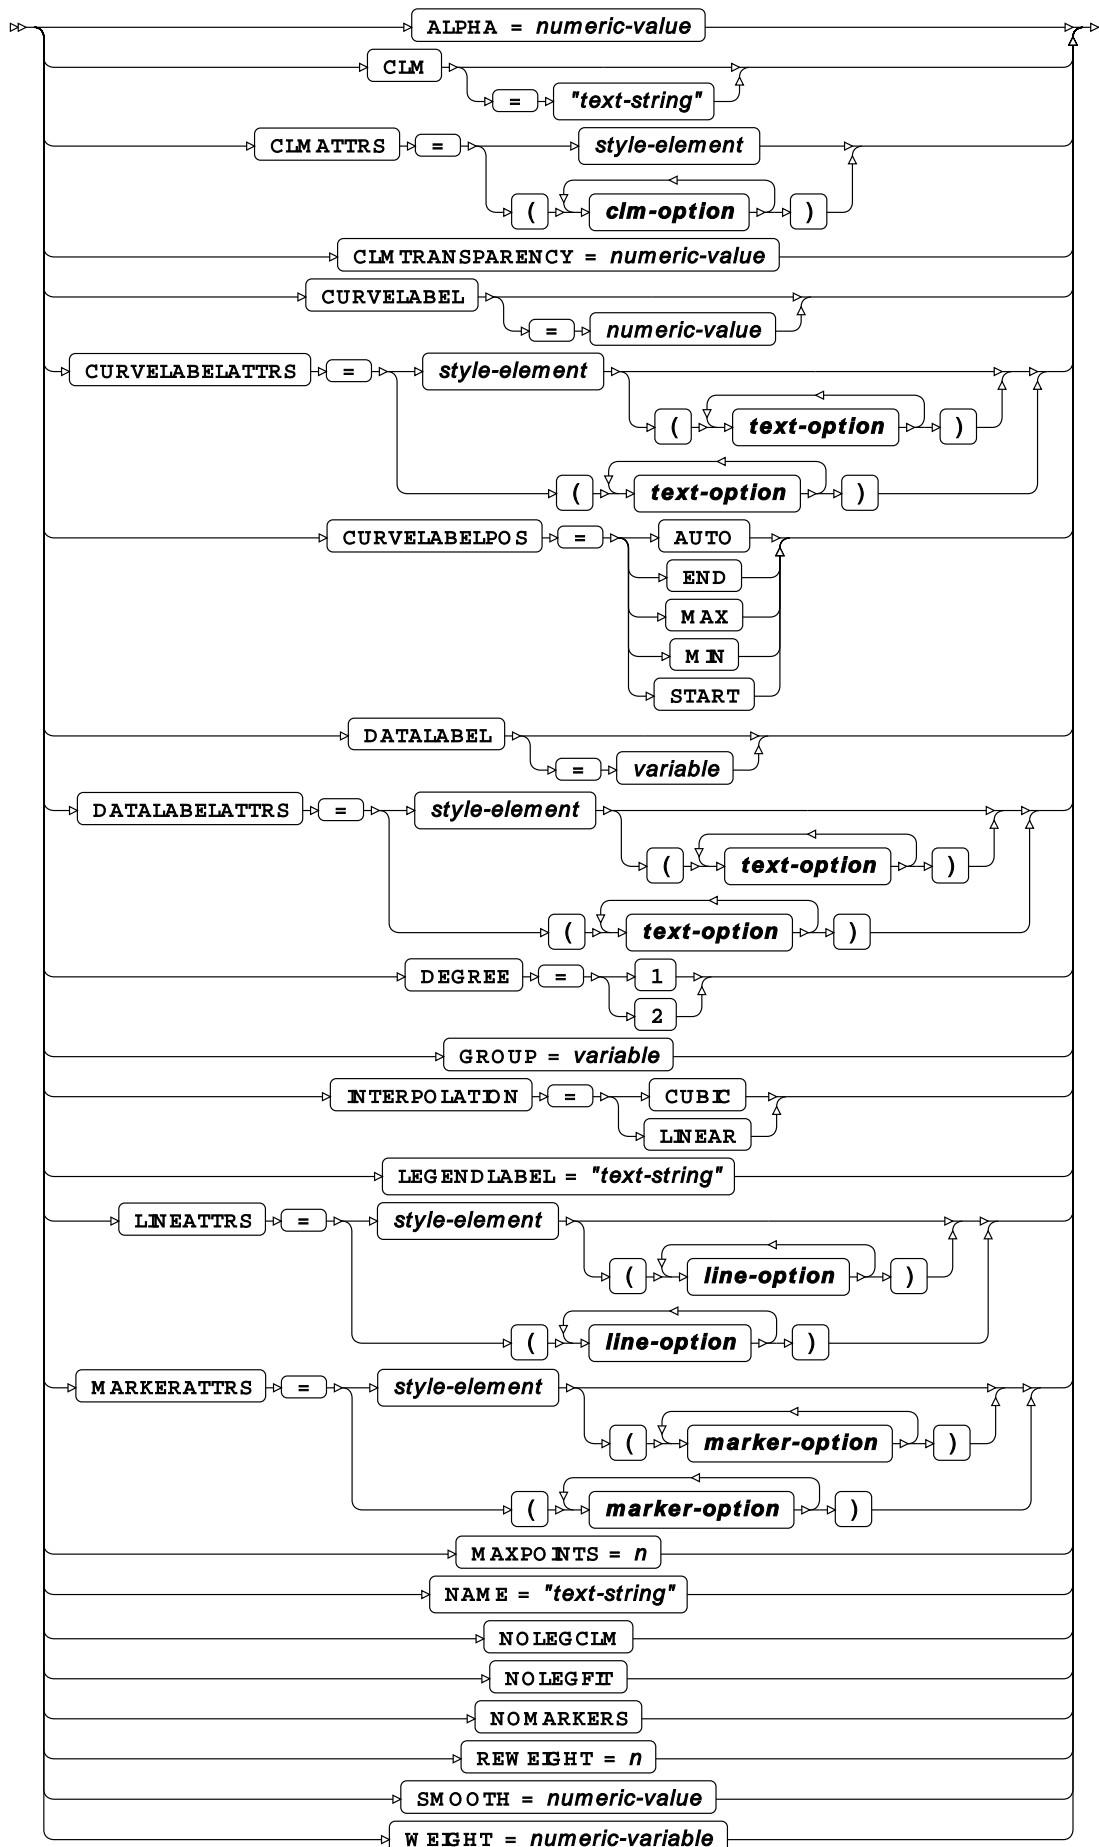 ALPHA = numeric-value
CLM
= "text-string"
CLMATTRS = style-element
( clm-option )
CLMTRANSPARENCY = numeric-value
CURVELABEL
= numeric-value
CURVELABELATTRS = style-element
( text-option )
( text-option )
CURVELABELPOS = AUTO
END
MAX
MIN
START
DATALABEL
= variable
DATALABELATTRS = style-element
( text-option )
( text-option )
DEGREE = 1
2
GROUP = variable
INTERPOLATION = CUBIC
LINEAR
LEGENDLABEL = "text-string"
LINEATTRS = style-element
( line-option )
( line-option )
MARKERATTRS = style-element
( marker-option )
( marker-option )
MAXPOINTS = n
NAME = "text-string"
NOLEGCLM
NOLEGFIT
NOMARKERS
REWEIGHT = n
SMOOTH = numeric-value
WEIGHT = numeric-variable